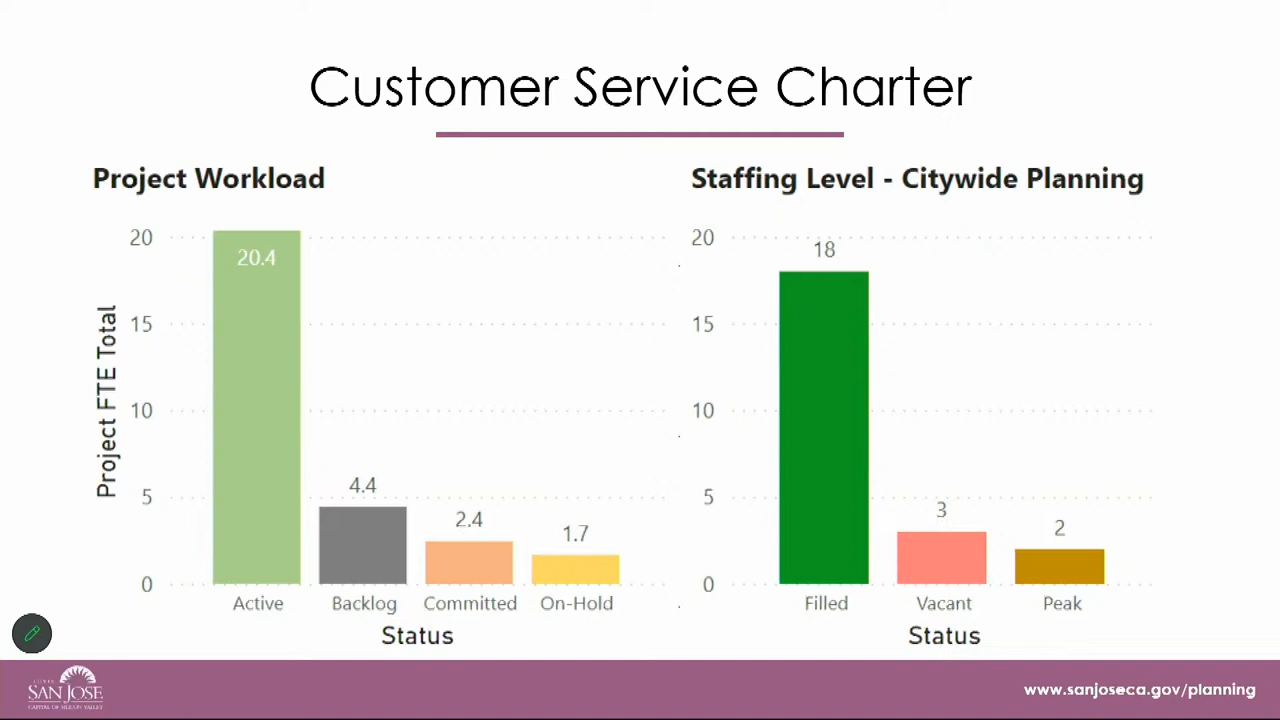 Customer Service Charter
Project Workload
Project FTE Total
20
15
10
5
0
20.4
4.4
2.4
1.7
Active Backlog Committed On-Hold
Status
Staffing Level - Citywide Planning
20
15
10
5
0
18
3
2
Filled Vacant Peak
Status
CITY OF
SAN JOSE
CAPITAL OF SILICON VALLEY
www.sanjoseca.gov/planning